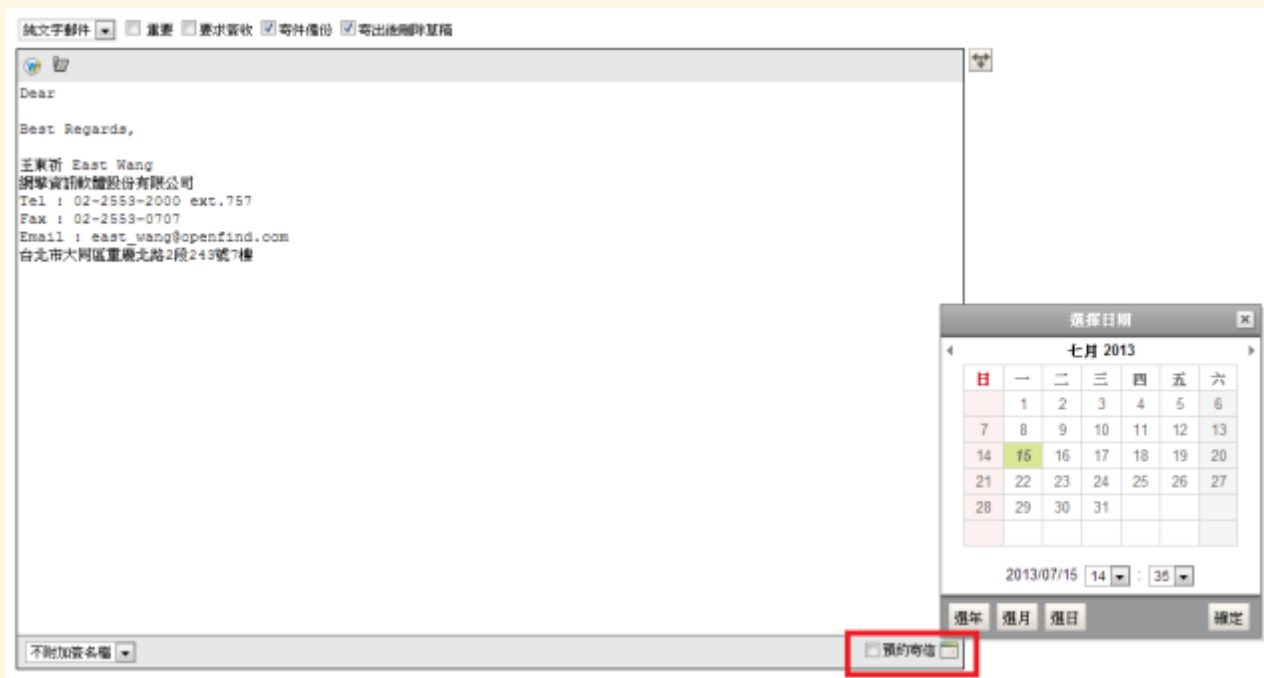 純文字郵件 重要 要求簽收 寄件備份 寄出後刪除草稿
Dear
Best Regards,
王東祈 East Wang
網擎資訊軟體股份有限公司
Tel : 02-2553-2000 ext.757
Fax : 02-2553-0707
Email : east_wang@openfind.com
台北市大同區重慶北路2段243號7樓
選擇日期
七月 2013
日 一 二 三 四 五 六
1 2 3 4 5 6
7 8 9 10 11 12 13
14 15 16 17 18 19 20
21 22 23 24 25 26 27
28 29 30 31
2013/07/15 14 : 35
選年 選月 選日 確定
不附加簽名檔 預約寄信